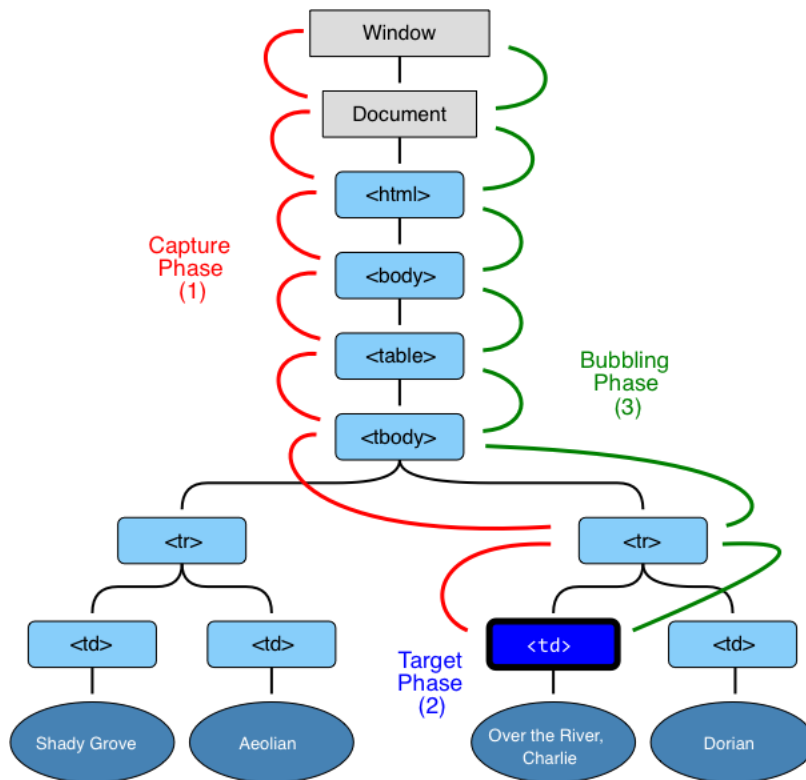 Window
Document
<html>
Capture
Phase
(1)
<body>
<table>
Bubbling
Phase
(3)
<tbody>
<tr>
<tr>
<td>
<td>
<td>
<td>
Target
Phase
(2)
Shady Grove
Aeolian
Over the River,
Charlie
Dorian